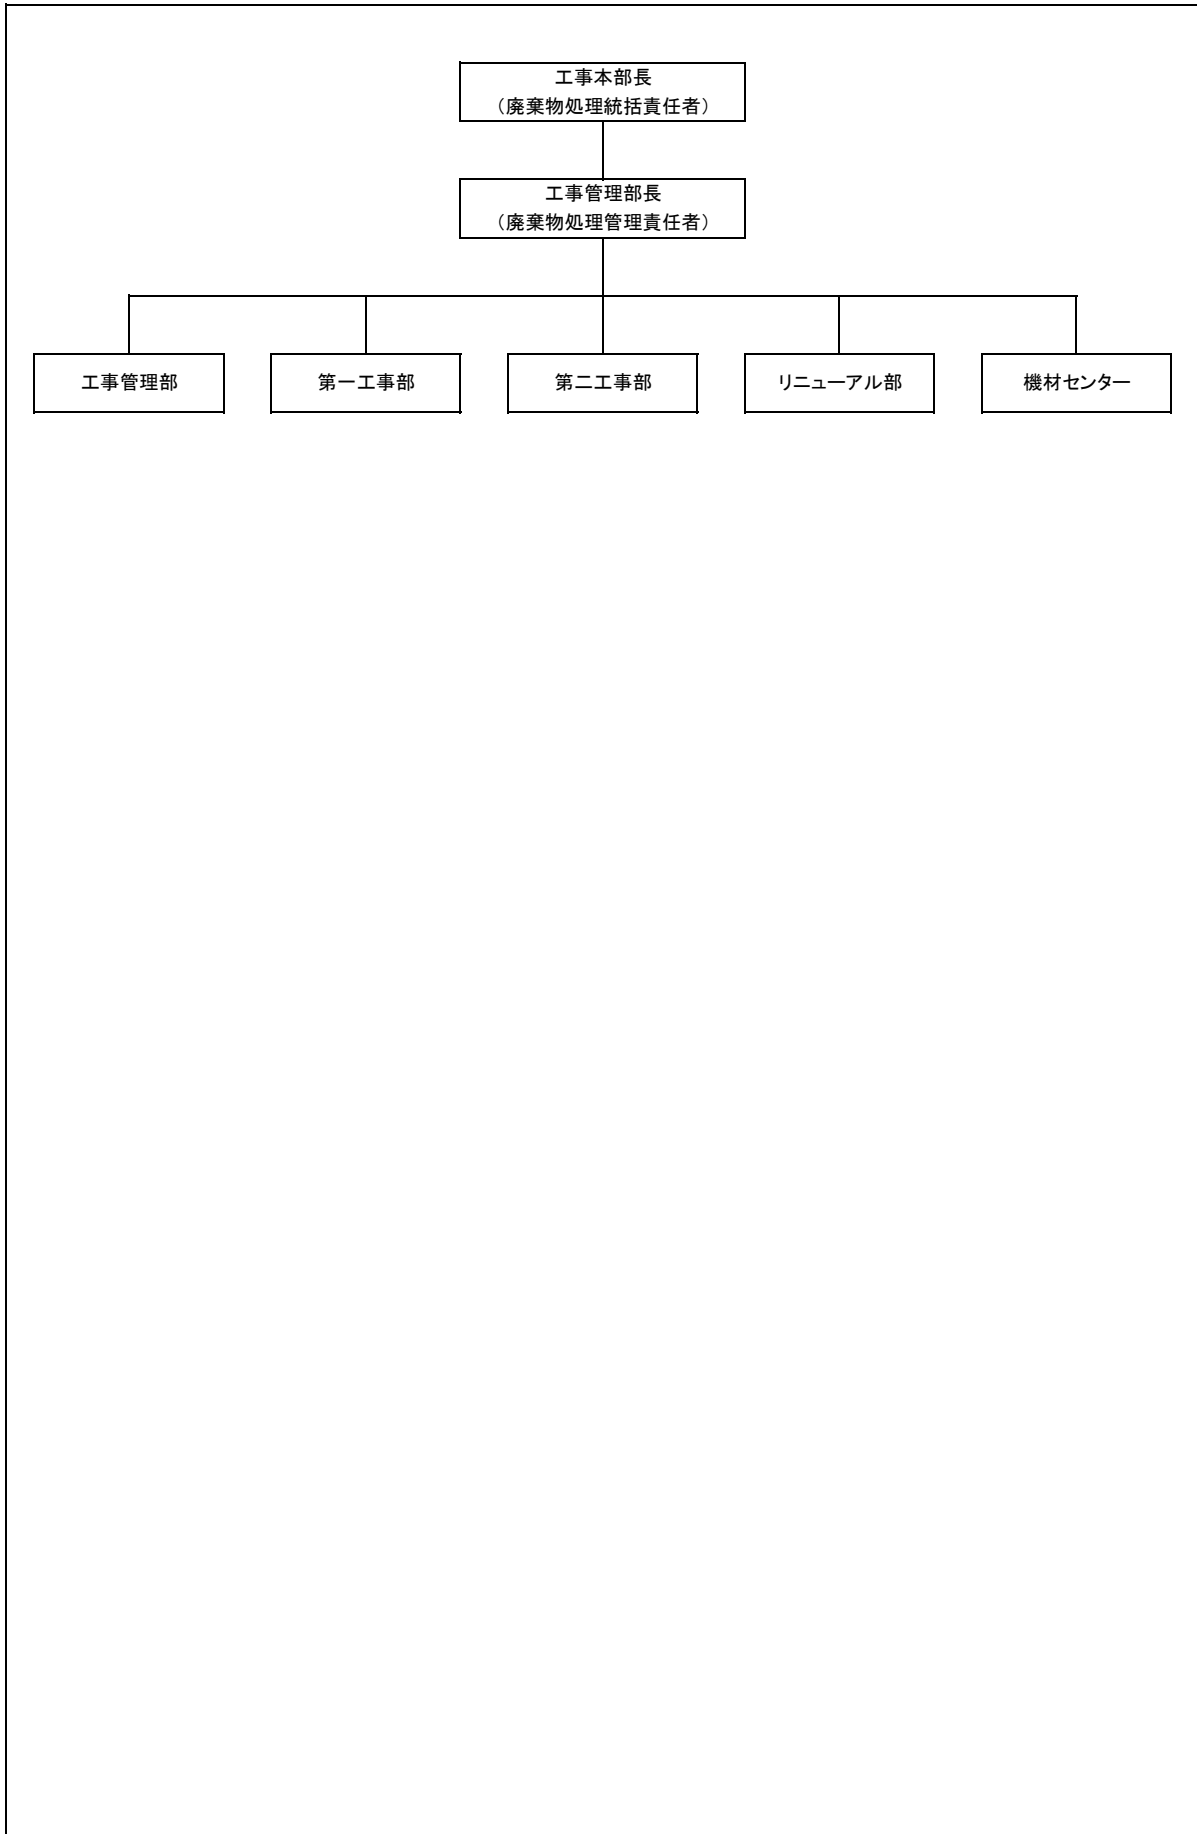 工事本部長
（廃棄物処理統括責任者）
工事管理部長
（廃棄物処理管理責任者）
工事管理部
第一工事部
第二工事部
リニューアル部
機材センター